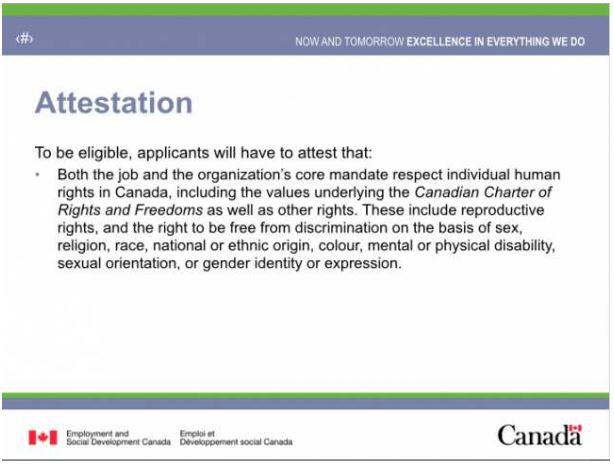 ‹#›
NOW AND TOMORROW EXCELLENCE IN EVERYTHING WE DO
Attestation
To be eligible, applicants will have to attest that:
• Both the job and the organization's core mandate respect individual human
rights in Canada, including the values underlying the Canadian Charter of
Rights and Freedoms as well as other rights. These include reproductive
rights, and the right to be free from discrimination on the basis of sex,
religion, race, national or ethnic origin, colour, mental or physical disability,
sexual orientation, or gender identity or expression.
Employment and
Social Development Canada
Emploi et
Développement social Canada
Canada